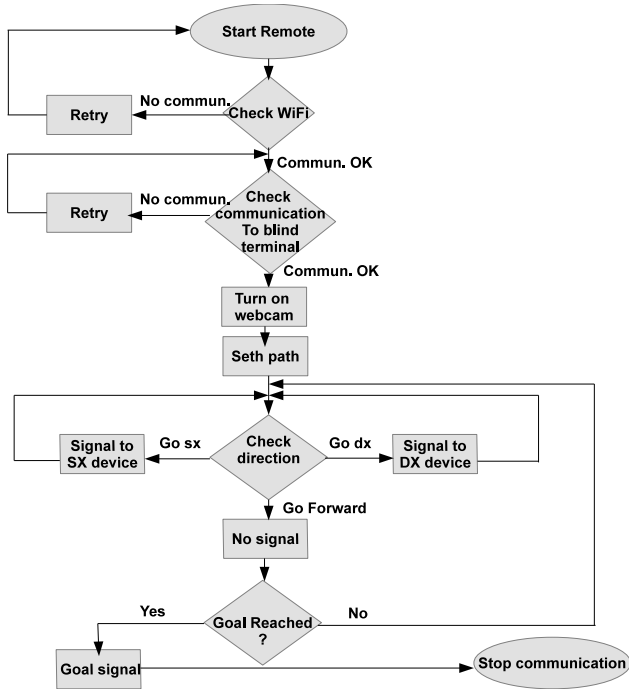 Start Remote
No commun.
Retry
Check WiFi
Commun. OK
No commun.
Retry
Check
communication
To blind
terminal
Commun. OK
Turn on
webcam
Seth path
Signal to
SX device
Go sx
Check
direction
Go dx
Signal to
DX device
Go Forward
No signal
Yes
Goal Reached
?
No
Goal signal
Stop communication